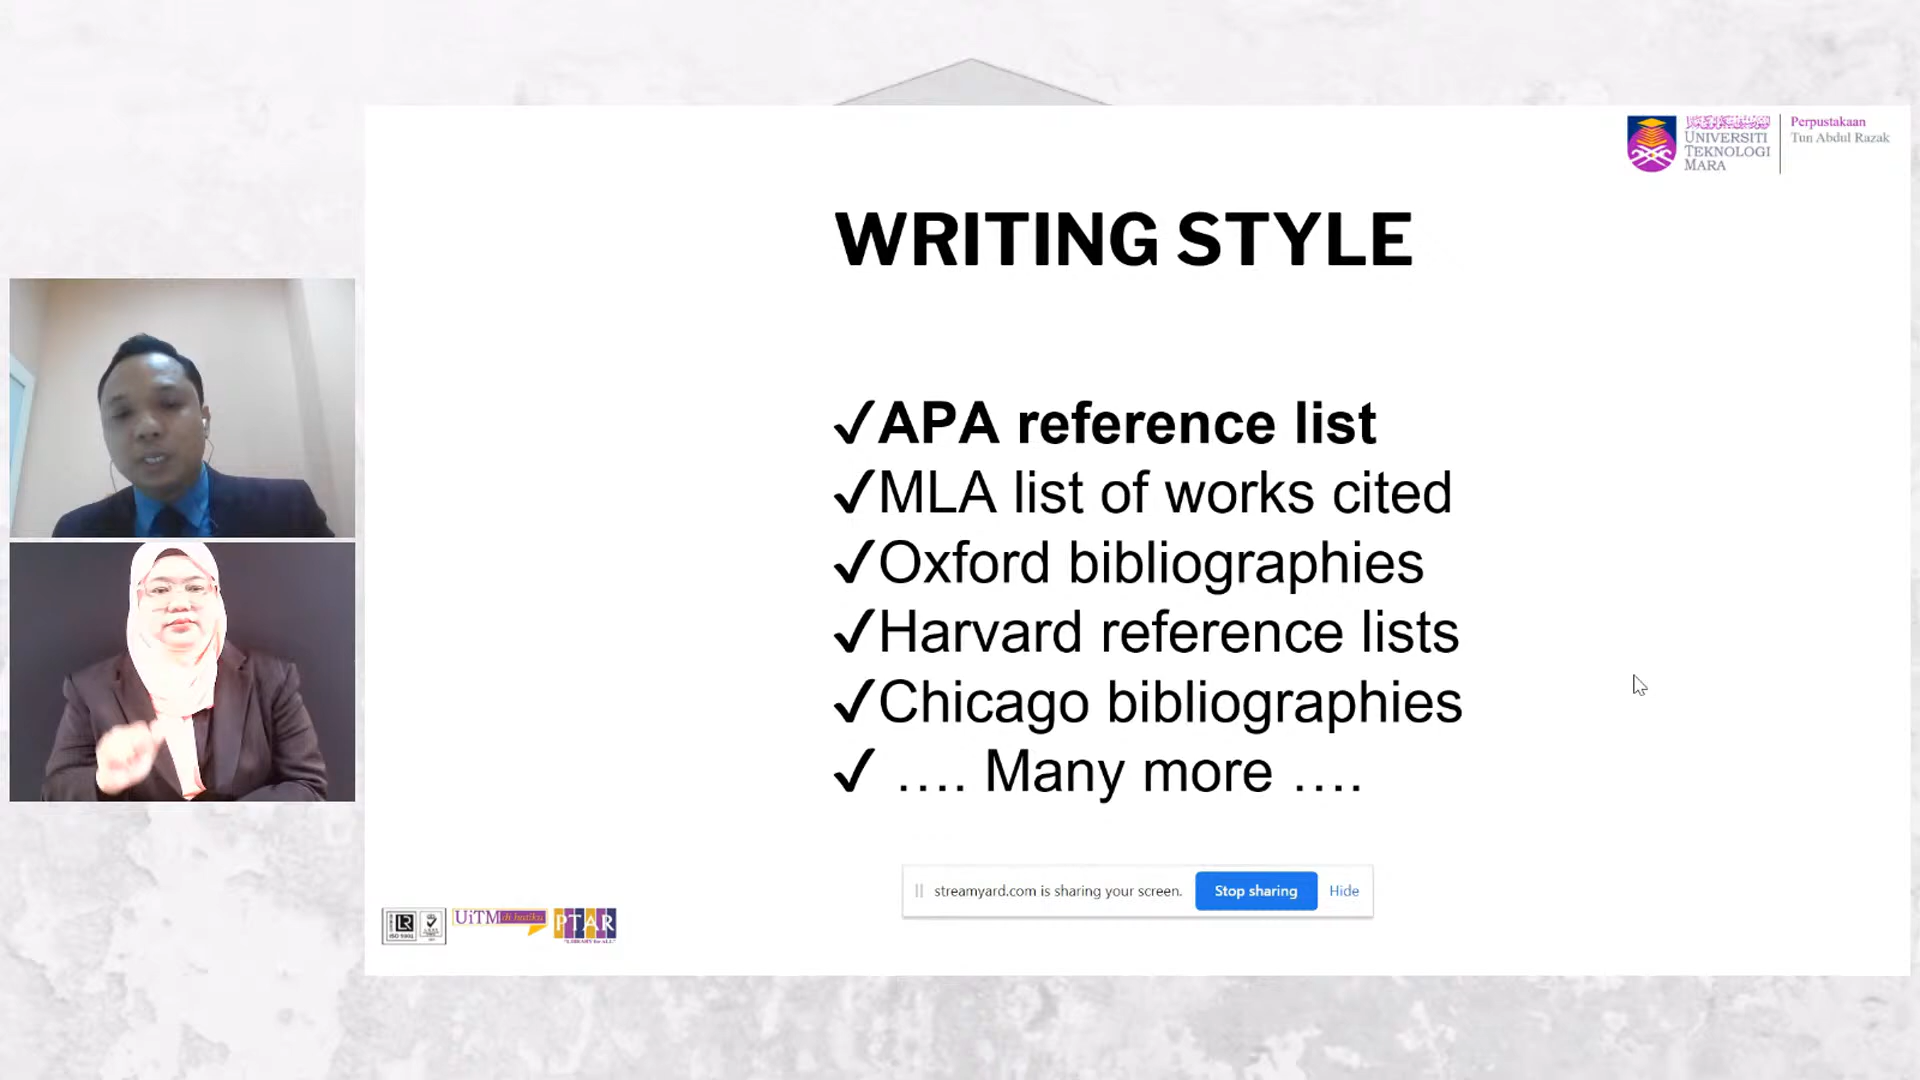 UNIVERSITI
TEKNOLOGI
MARA
Perpustakaan
Tun Abdul Razak
WRITING STYLE
✓APA reference list
✓MLA list of works cited
✓Oxford bibliographies
✓Harvard reference lists
✓Chicago bibliographies
✓ .... Many more ....
streamyard.com is sharing your screen.
Stop sharing
Hide
LR
UiTM di hatiku
PTAR